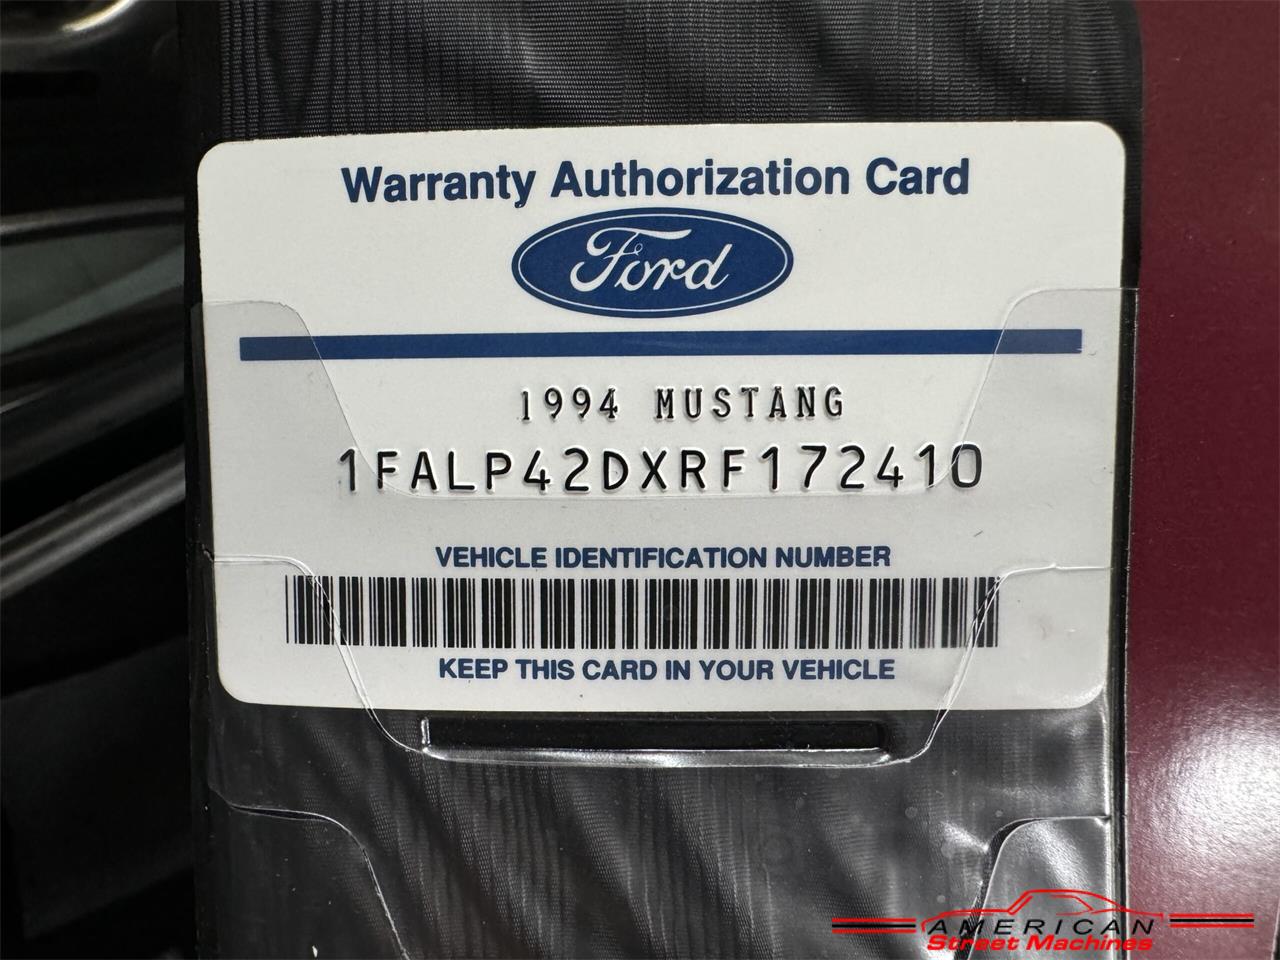 Warranty Authorization Card
Ford
1994 MUSTANG
1FALP42DXRF172410
VEHICLE IDENTIFICATION NUMBER
KEEP THIS CARD IN YOUR VEHICLE
AMERICAN
Street Machines